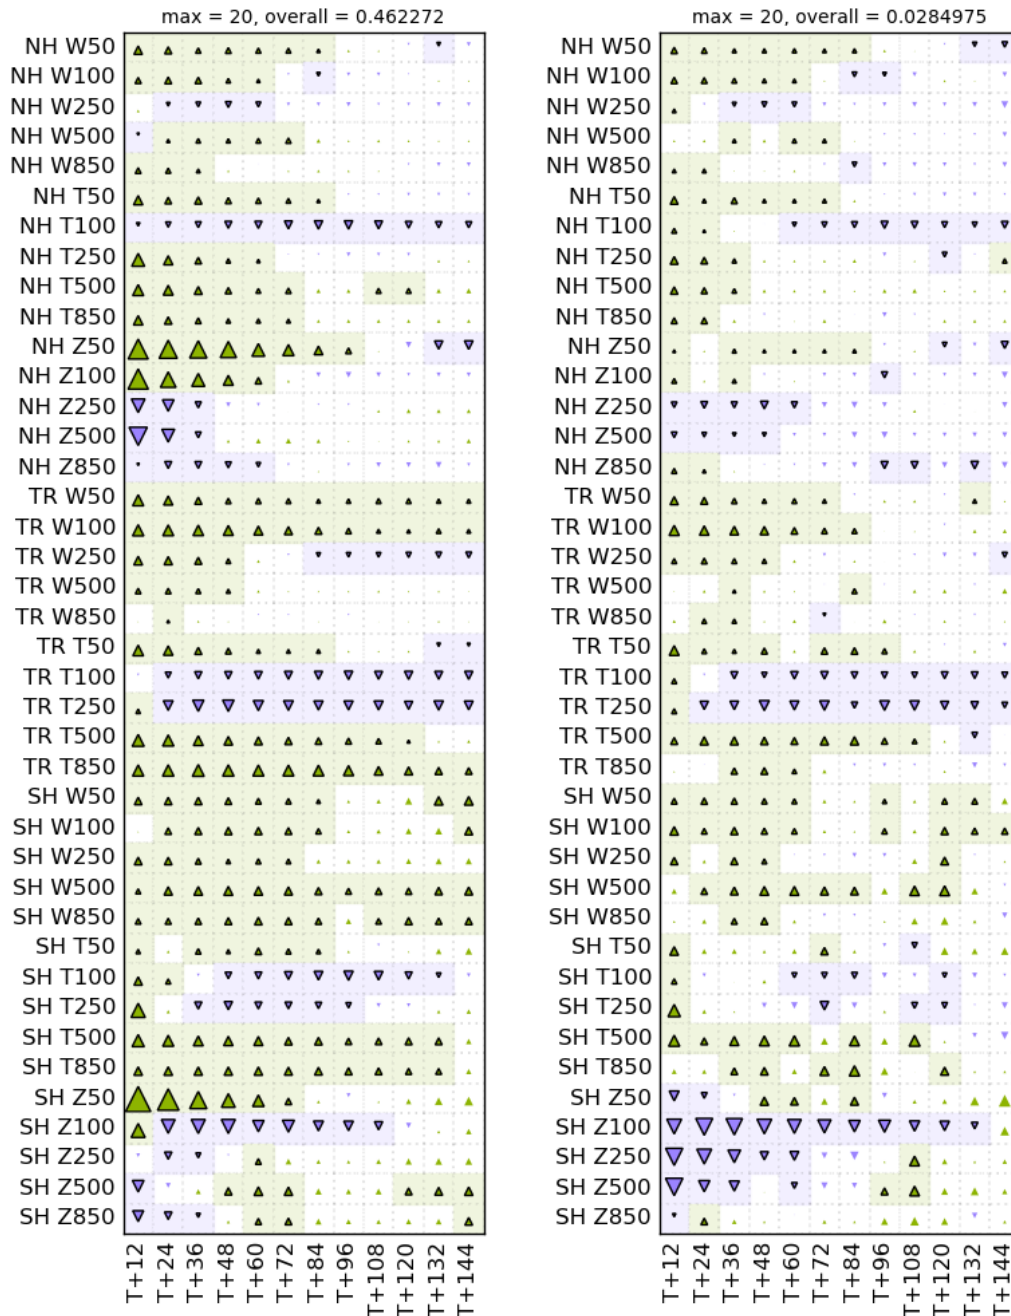 max = 20, overall = 0.462272
NH W50
NH W100
NH W250
NH W500
NH W850
NH T50
NH T100
NH T250
NH T500
NH T850
NH Z50
NH Z100
NH Z250
NH Z500
NH Z850
TR W50
TR W100
TR W250
TR W500
TR W850
TR T50
TR T100
TR T250
TR T500
TR T850
SH W50
SH W100
SH W250
SH W500
SH W850
SH T50
SH T100
SH T250
SH T500
SH T850
SH Z50
SH Z100
SH Z250
SH Z500
SH Z850
T+12
T+24
T+36
T+48
T+60
T+72
T+84
T+96
T+108
T+120
T+132
T+144
max = 20, overall = 0.0284975
NH W50
NH W100
NH W250
NH W500
NH W850
NH T50
NH T100
NH T250
NH T500
NH T850
NH Z50
NH Z100
NH Z250
NH Z500
NH Z850
TR W50
TR W100
TR W250
TR W500
TR W850
TR T50
TR T100
TR T250
TR T500
TR T850
SH W50
SH W100
SH W250
SH W500
SH W850
SH T50
SH T100
SH T250
SH T500
SH T850
SH Z50
SH Z100
SH Z250
SH Z500
SH Z850
T+12
T+24
T+36
T+48
T+60
T+72
T+84
T+96
T+108
T+120
T+132
T+144